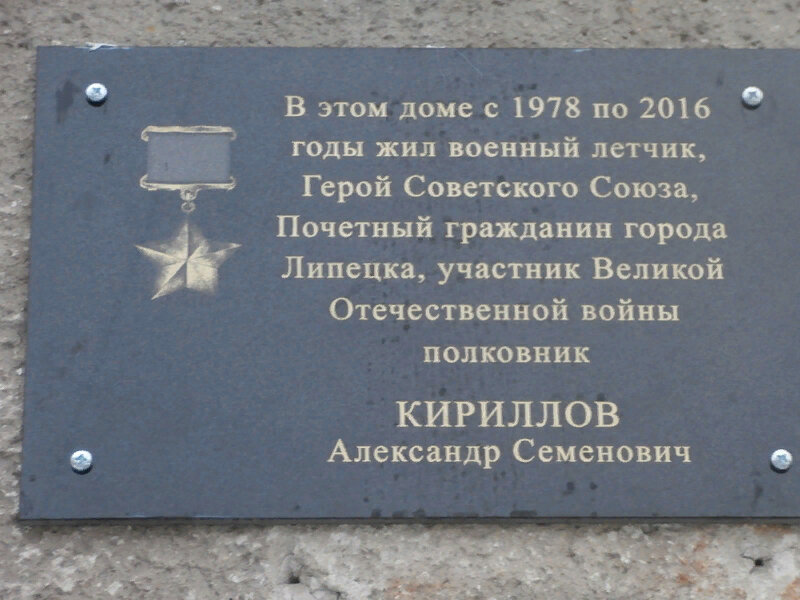 В этом доме с 1978 по 2016
годы жил военный летчик,
Герой Советского Союза,
Почетный гражданин города
Липецка, участник Великой
Отечественной войны
полковник
КИРИЛЛОВ
Александр Семенович